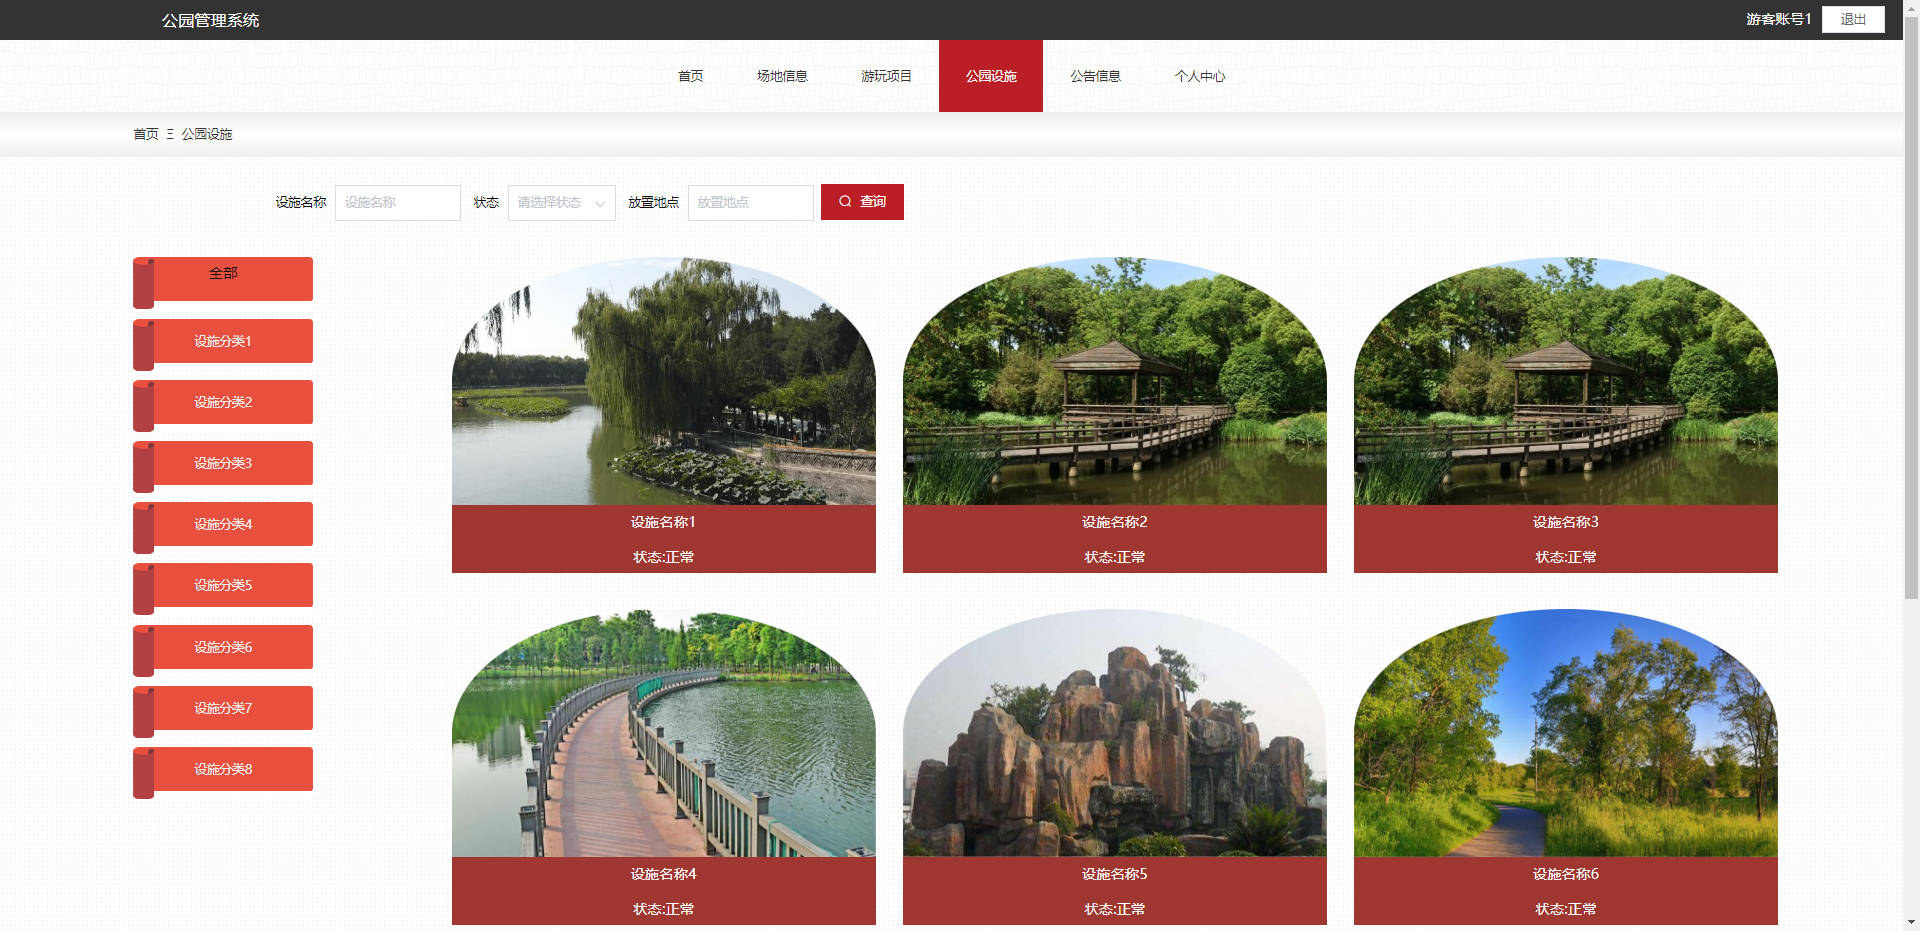 公园管理系统
游客账号1 退出
首页 场地信息 游玩项目 公园设施 公告信息 个人中心
首页 Ξ 公园设施
设施名称 设施名称 状态 请选择状态 放置地点 放置地点 查询
全部
设施分类1
设施分类2
设施分类3
设施分类4
设施分类5
设施分类6
设施分类7
设施分类8
设施名称1
状态:正常
设施名称2
状态:正常
设施名称3
状态:正常
设施名称4
状态:正常
设施名称5
状态:正常
设施名称6
状态:正常